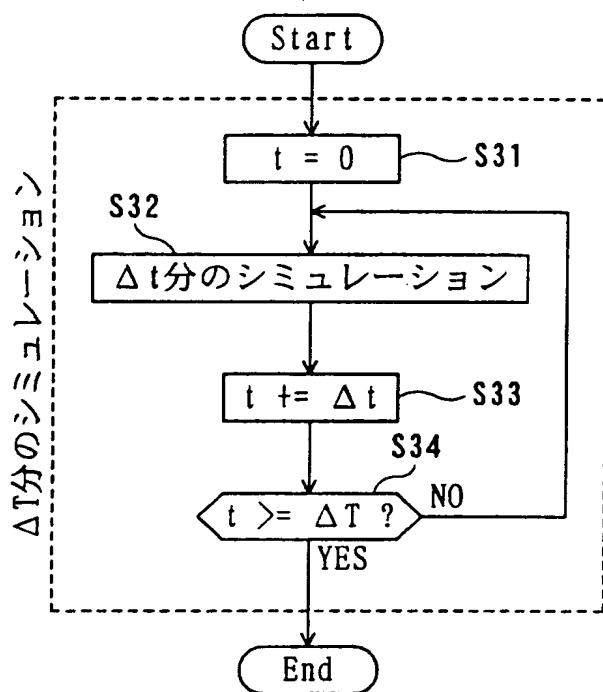 Start
ΔT分のシミュレーション
t = 0
S31
S32
Δt分のシミュレーション
t += Δt
S33
S34
t >= ΔT ?
NO
YES
End